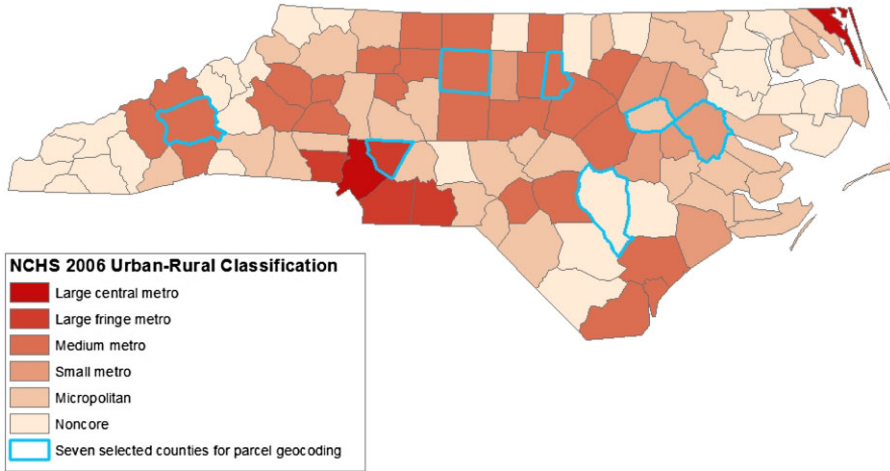 NCHS 2006 Urban-Rural Classification
Large central metro
Large fringe metro
Medium metro
Small metro
Micropolitan
Noncore
Seven selected counties for parcel geocoding